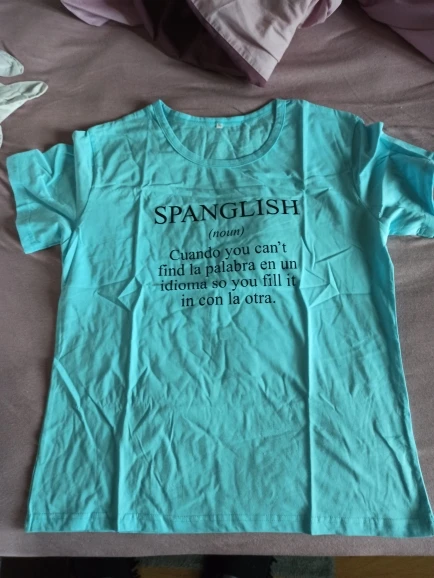 SPANGLISH
(noun)
Cuando you can't
find la palabra en un
idioma so you fill it
in con la otra.